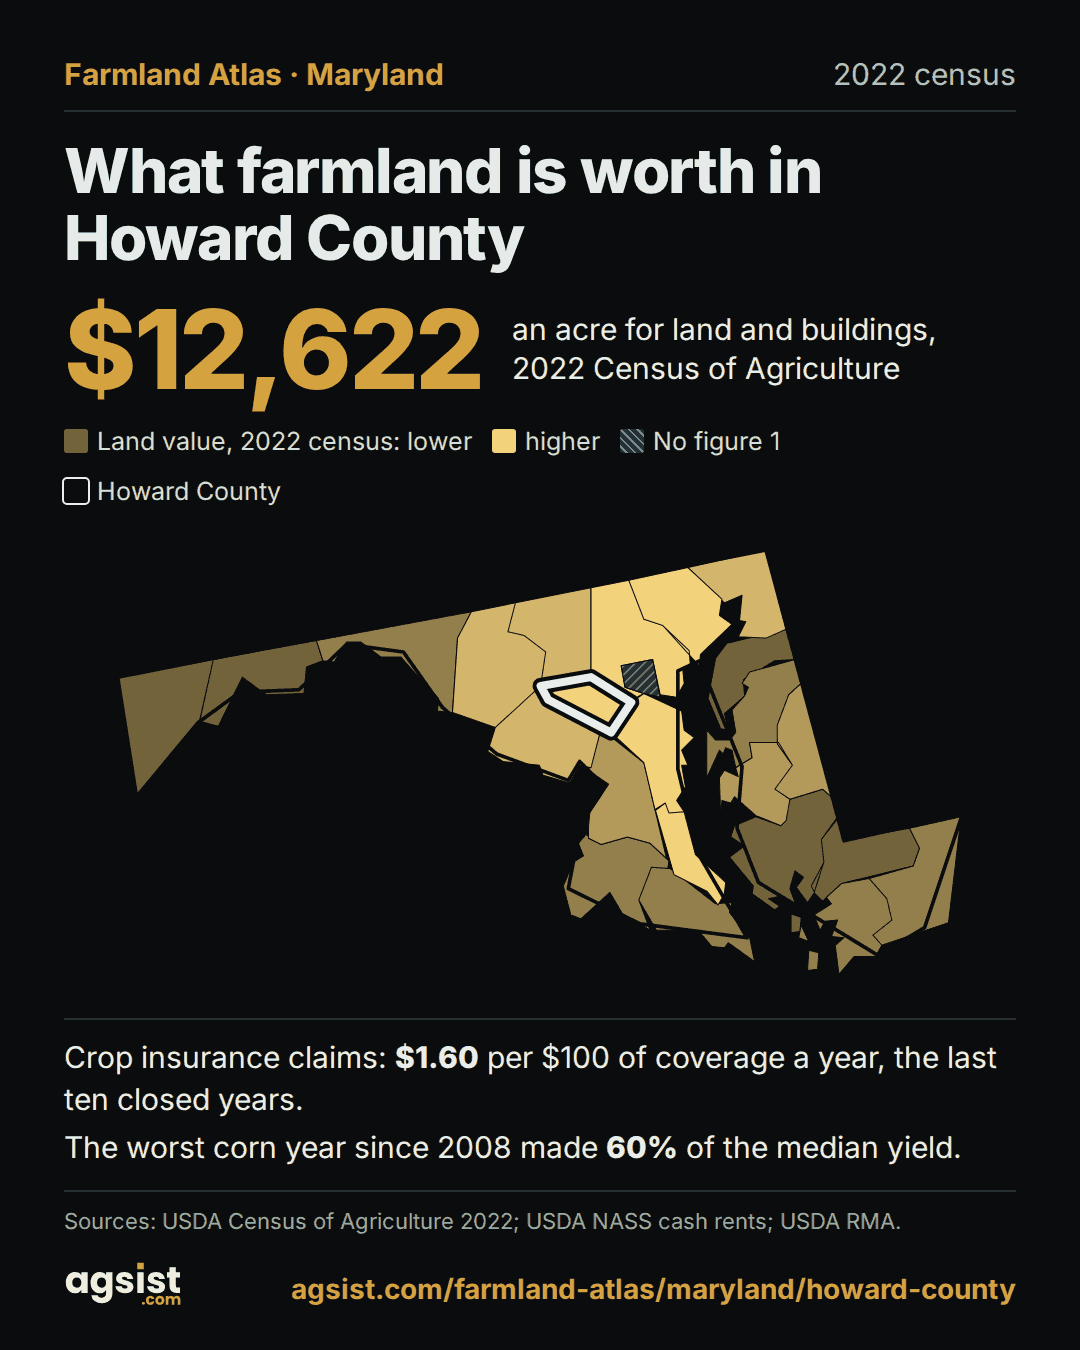 Farmland Atlas · Maryland
2022 census
What farmland is worth in
Howard County
$12,622
an acre for land and buildings,
2022 Census of Agriculture
Land value, 2022 census: lower
higher
No figure 1
Howard County
Crop insurance claims: $1.60 per $100 of coverage a year, the last
ten closed years.
The worst corn year since 2008 made 60% of the median yield.
Sources: USDA Census of Agriculture 2022; USDA NASS cash rents; USDA RMA.
agsist
.com
agsist.com/farmland-atlas/maryland/howard-county